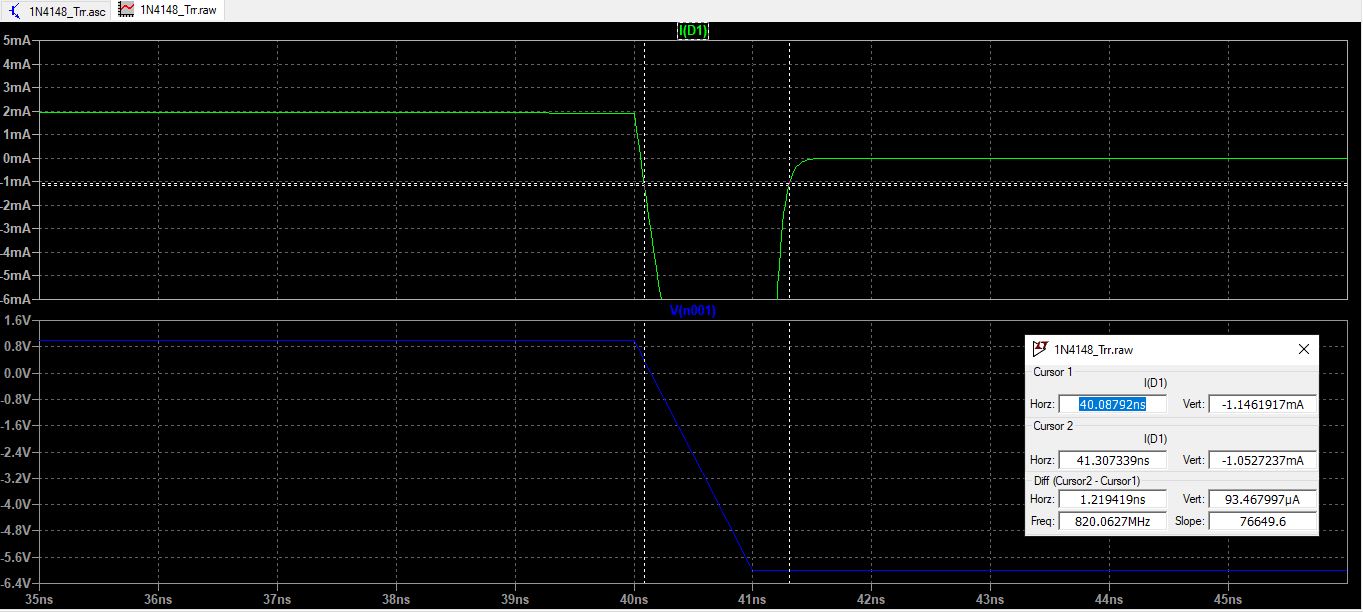 1N4148_Trr.asc 1N4148_Trr.raw
I(D1)
5mA
4mA
3mA
2mA
1mA
0mA
-1mA
-2mA
-3mA
-4mA
-5mA
-6mA
V(n001)
1.6V
0.8V
0.0V
-0.8V
-1.6V
-2.4V
-3.2V
-4.0V
-4.8V
-5.6V
-6.4V
35ns 36ns 37ns 38ns 39ns 40ns 41ns 42ns 43ns 44ns 45ns
1N4148_Trr.raw
Cursor 1
I(D1)
Horz: 40.08792ns Vert: -1.1461917mA
Cursor 2
I(D1)
Horz: 41.307339ns Vert: -1.0527237mA
Diff (Cursor2 - Cursor1)
Horz: 1.219419ns Vert: 93.467997µA
Freq: 820.0627MHz Slope: 76649.6